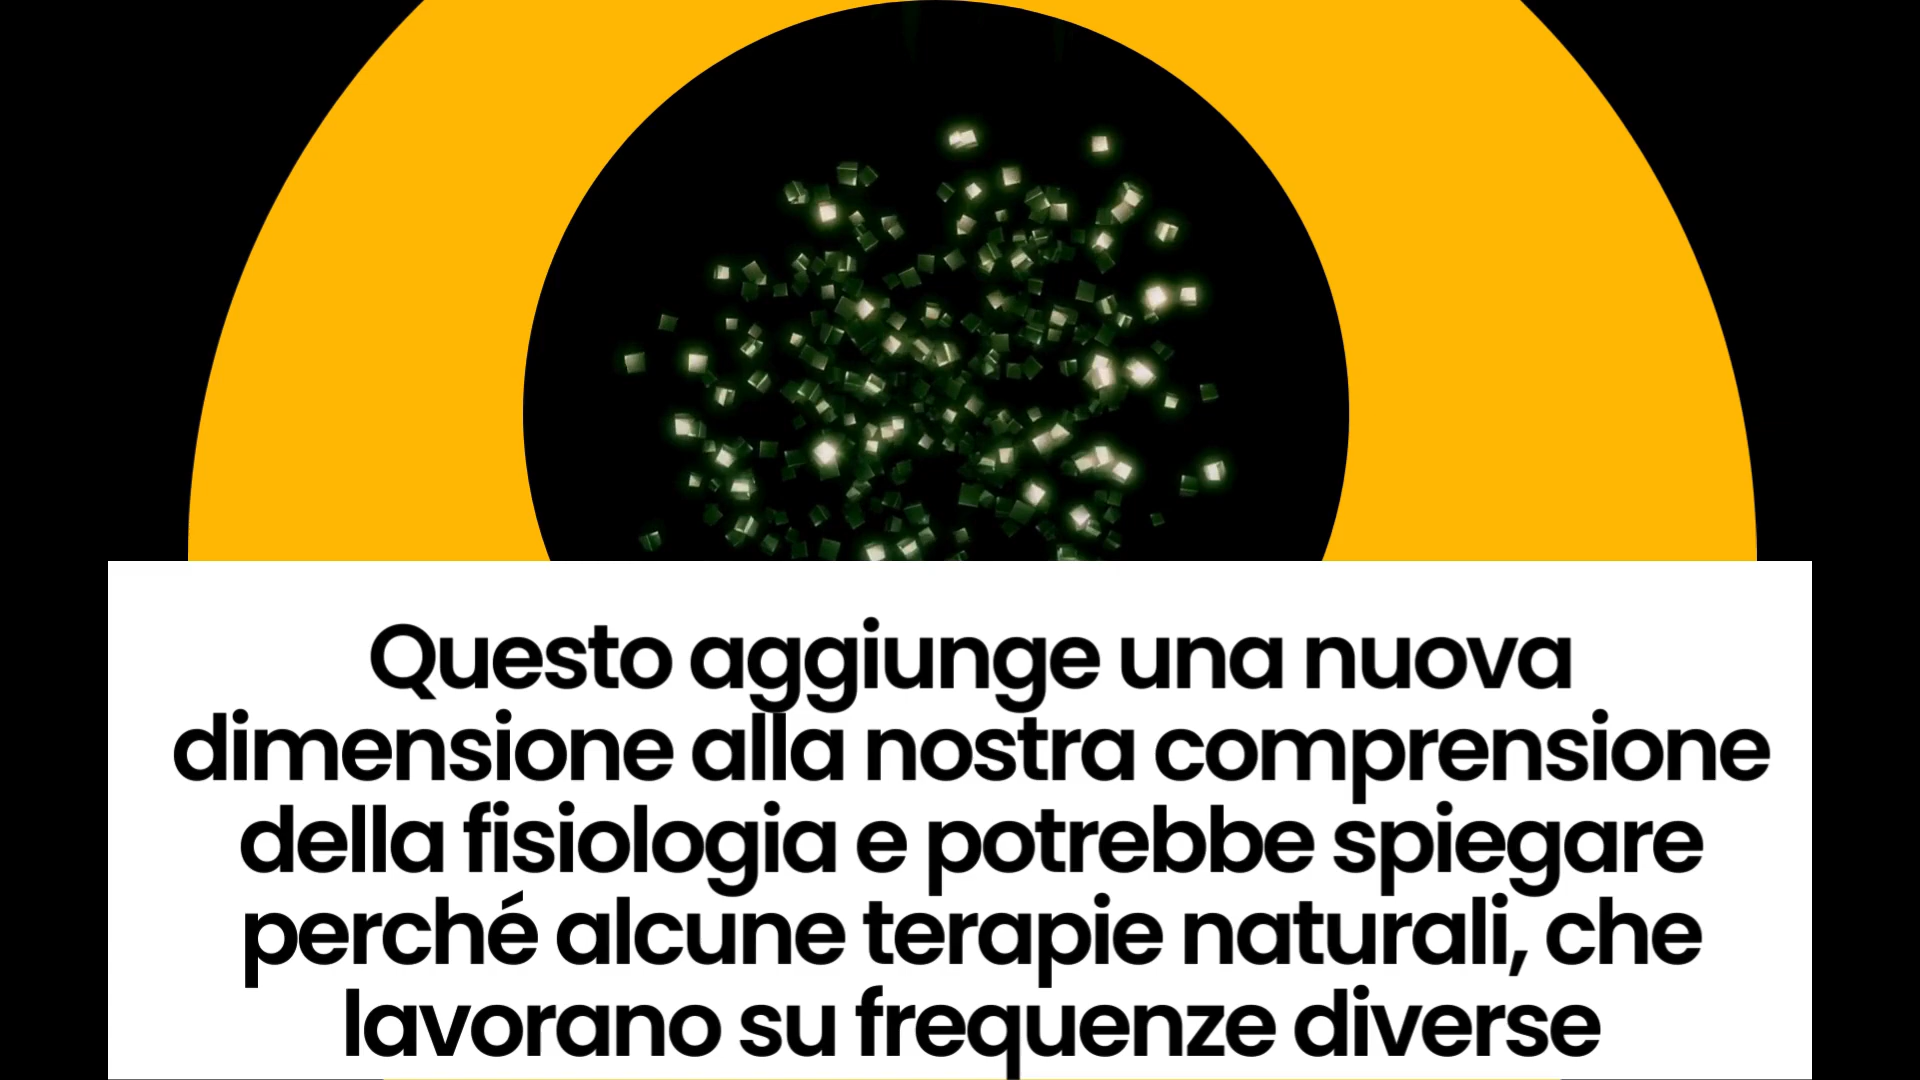 Questo aggiunge una nuova
dimensione alla nostra comprensione
della fisiologia e potrebbe spiegare
perché alcune terapie naturali, che
lavorano su frequenze diverse